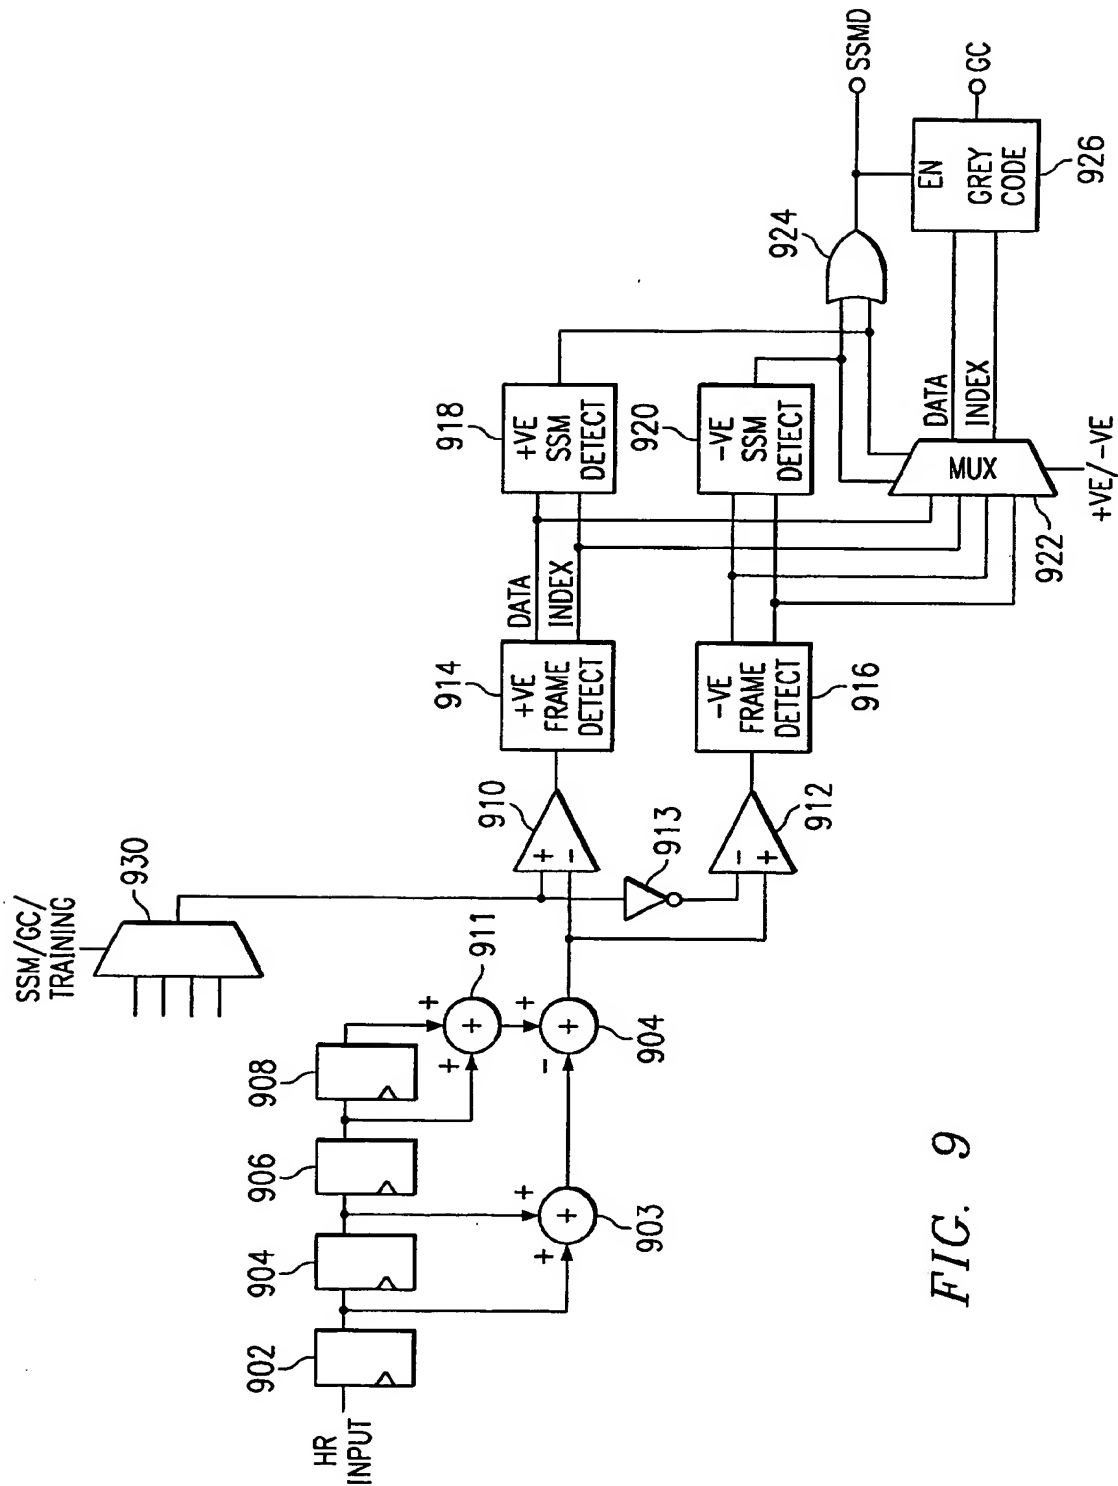 HR
INPUT
902
904
906
908
903
904
911
SSM/GC/
TRAINING
930
910
+
-
913
912
-
+
914
+VE
FRAME
DETECT
DATA
INDEX
918
+VE
SSM
DETECT
916
-VE
FRAME
DETECT
920
-VE
SSM
DETECT
922
MUX
+VE/-VE
DATA
INDEX
924
SSMD
EN
GREY
CODE
926
GC
+
+
+
+
+
+
+
-
+
FIG. 9